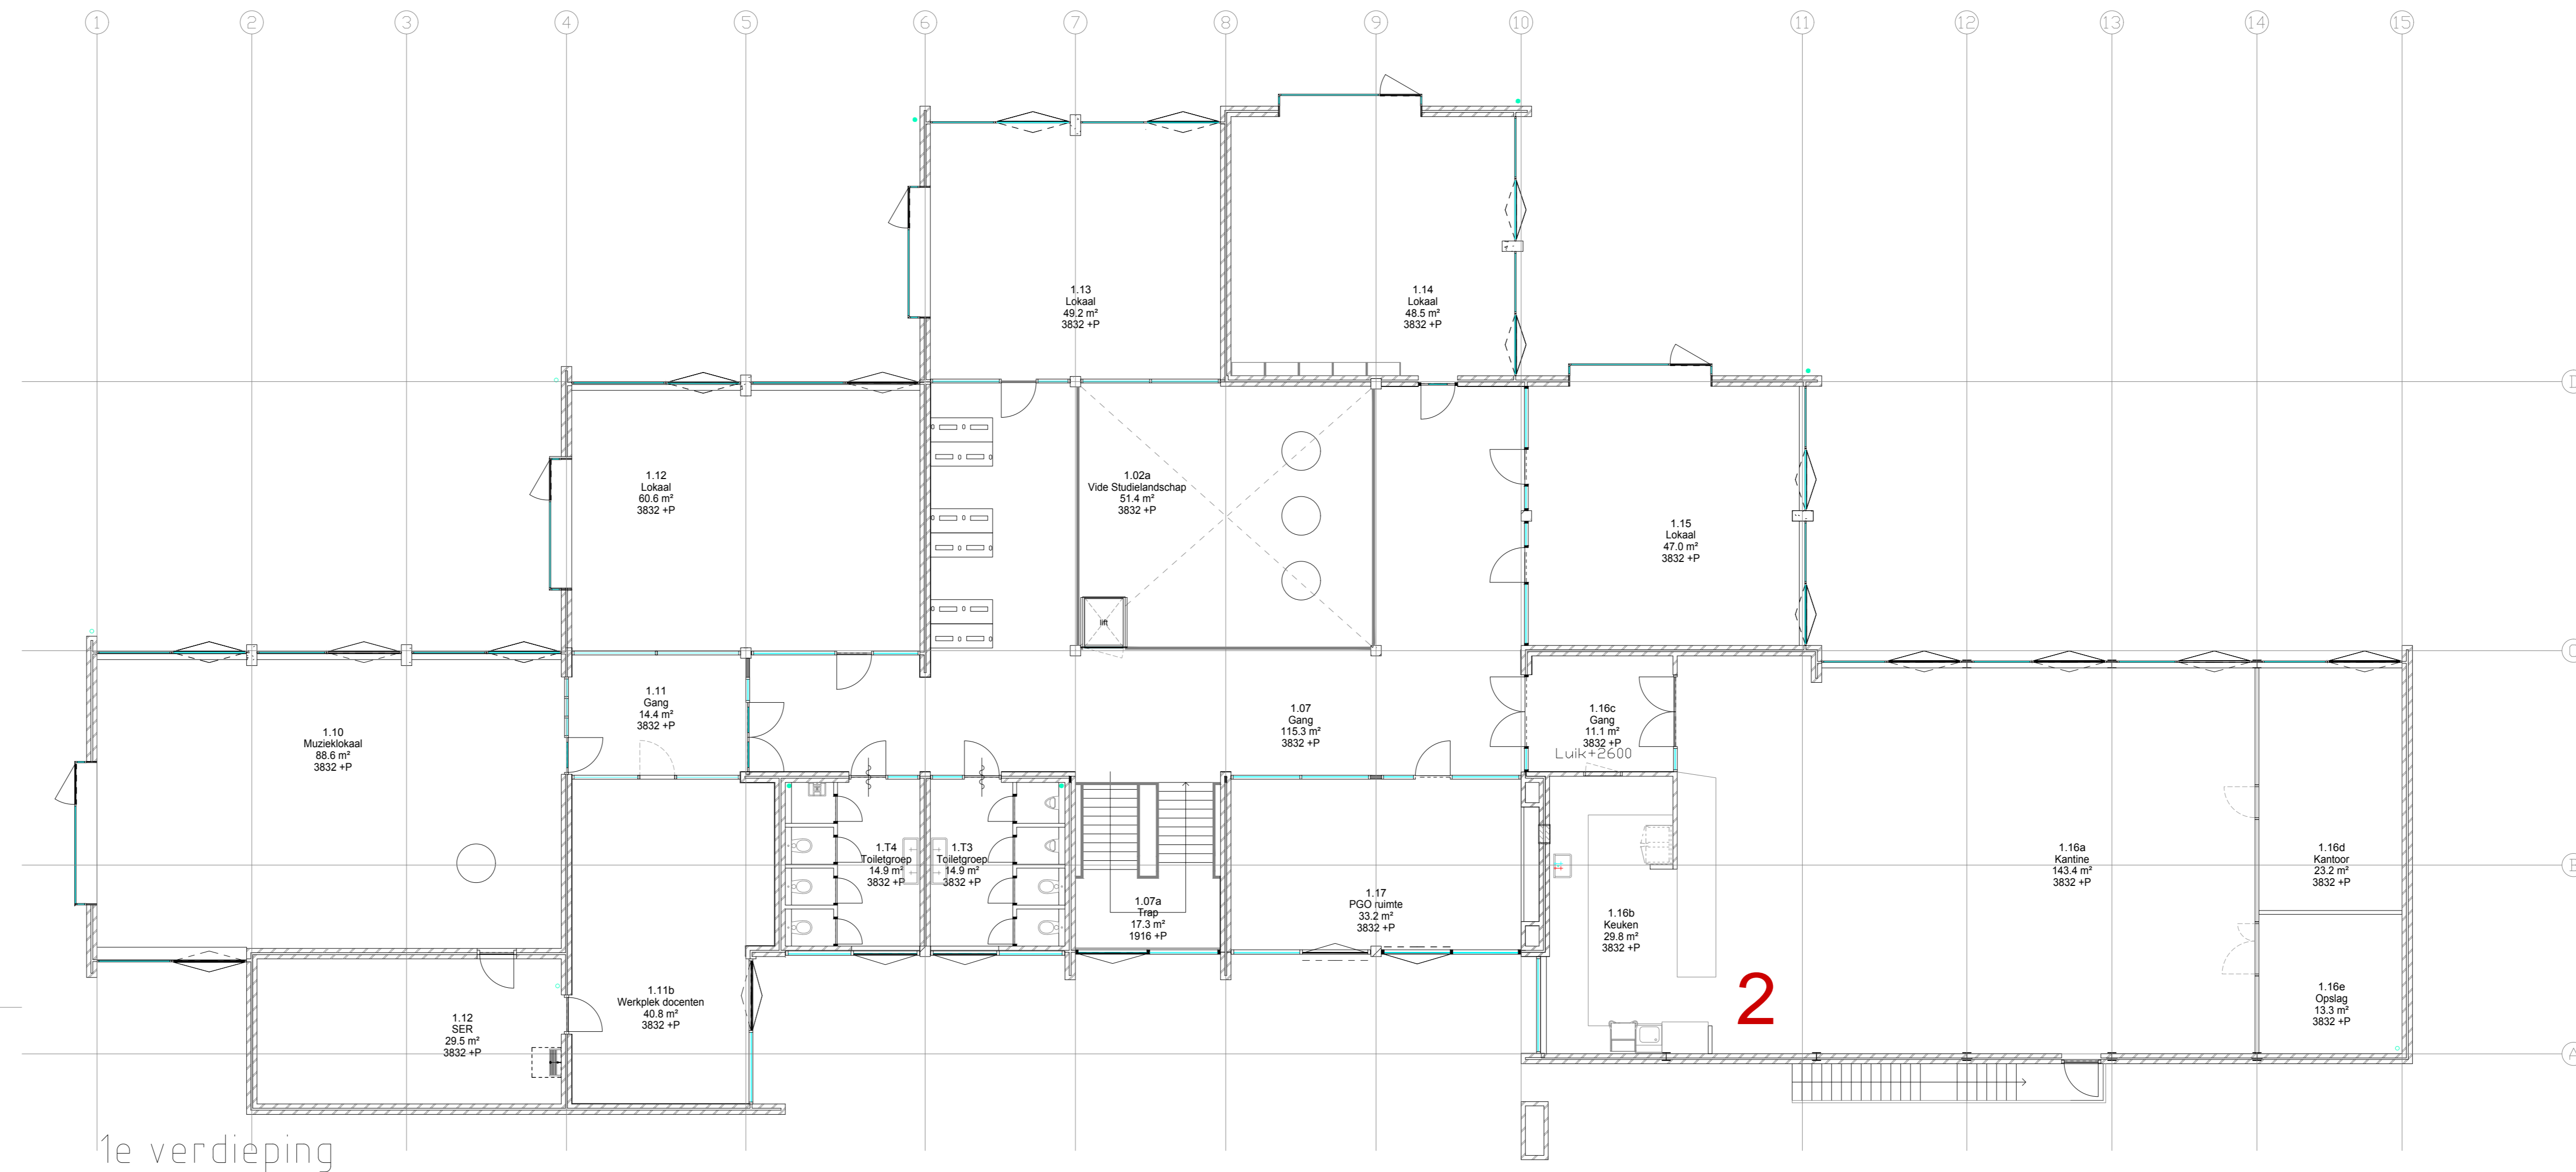 1 2 3 4 5 6 7 8 9 10 11 12 13 14 15
1.13
Lokaal
49.2 m²
3832 +P
1.14
Lokaal
48.5 m²
3832 +P
D
1.12
Lokaal
60.6 m²
3832 +P
1.02a
Vide Studielandschap
51.4 m²
3832 +P
1.15
Lokaal
47.0 m²
3832 +P
lift
C
1.10
Muzieklokaal
88.6 m²
3832 +P
1.11
Gang
14.4 m²
3832 +P
1.07
Gang
115.3 m²
3832 +P
1.16c
Gang
11.1 m²
3832 +P
Luik+2600
1.T4
Toiletgroep
14.9 m²
3832 +P
1.T3
Toiletgroep
14.9 m²
3832 +P
1.07a
Trap
17.3 m²
1916 +P
1.17
PGO ruimte
33.2 m²
3832 +P
1.16b
Keuken
29.8 m²
3832 +P
1.16a
Kantine
143.4 m²
3832 +P
1.16d
Kantoor
23.2 m²
3832 +P
B
1.12
SER
29.5 m²
3832 +P
1.11b
Werkplek docenten
40.8 m²
3832 +P
2
1.16e
Opslag
13.3 m²
3832 +P
A
1e verdieping